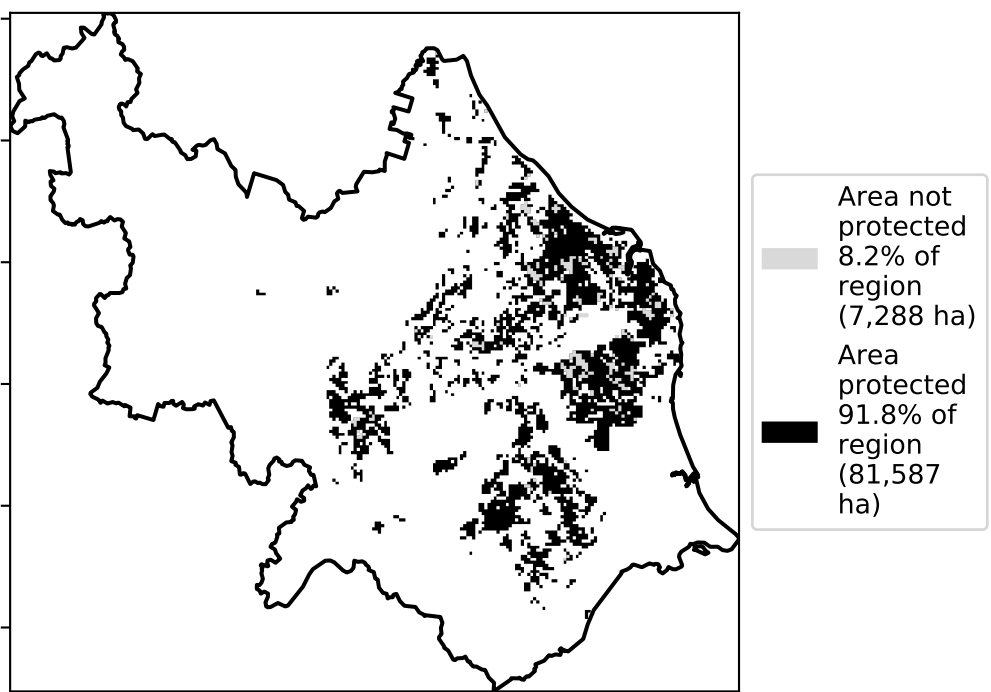 Area not
protected
8.2% of
region
(7,288 ha)
Area
protected
91.8% of
region
(81,587
ha)